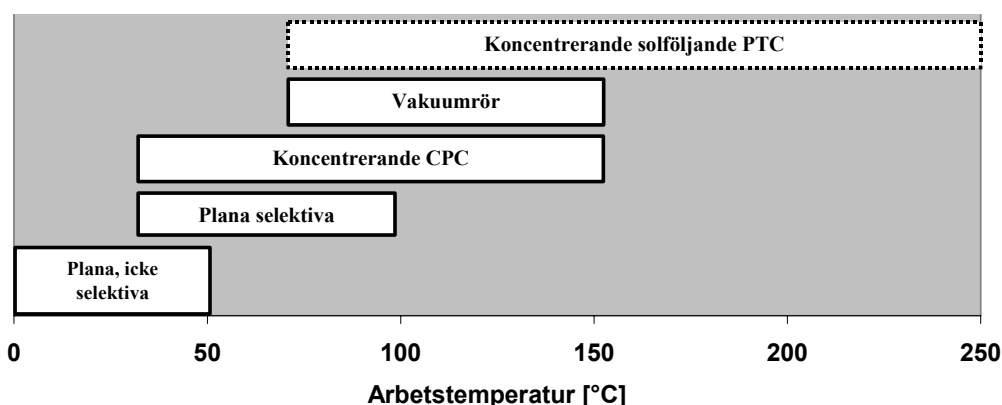 Koncentrerande solföljande PTC
Vakuumrör
Koncentrerande CPC
Plana selektiva
Plana, icke
selektiva
0 50 100 150 200 250
Arbetstemperatur [°C]